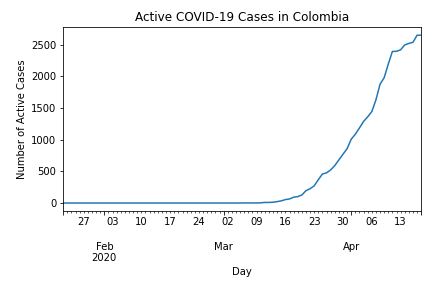 Active COVID-19 Cases in Colombia
Number of Active Cases
2500
2000
1500
1000
500
0
27 03 10 17 24 02 09 16 23 30 06 13
Feb Mar Apr
2020
Day